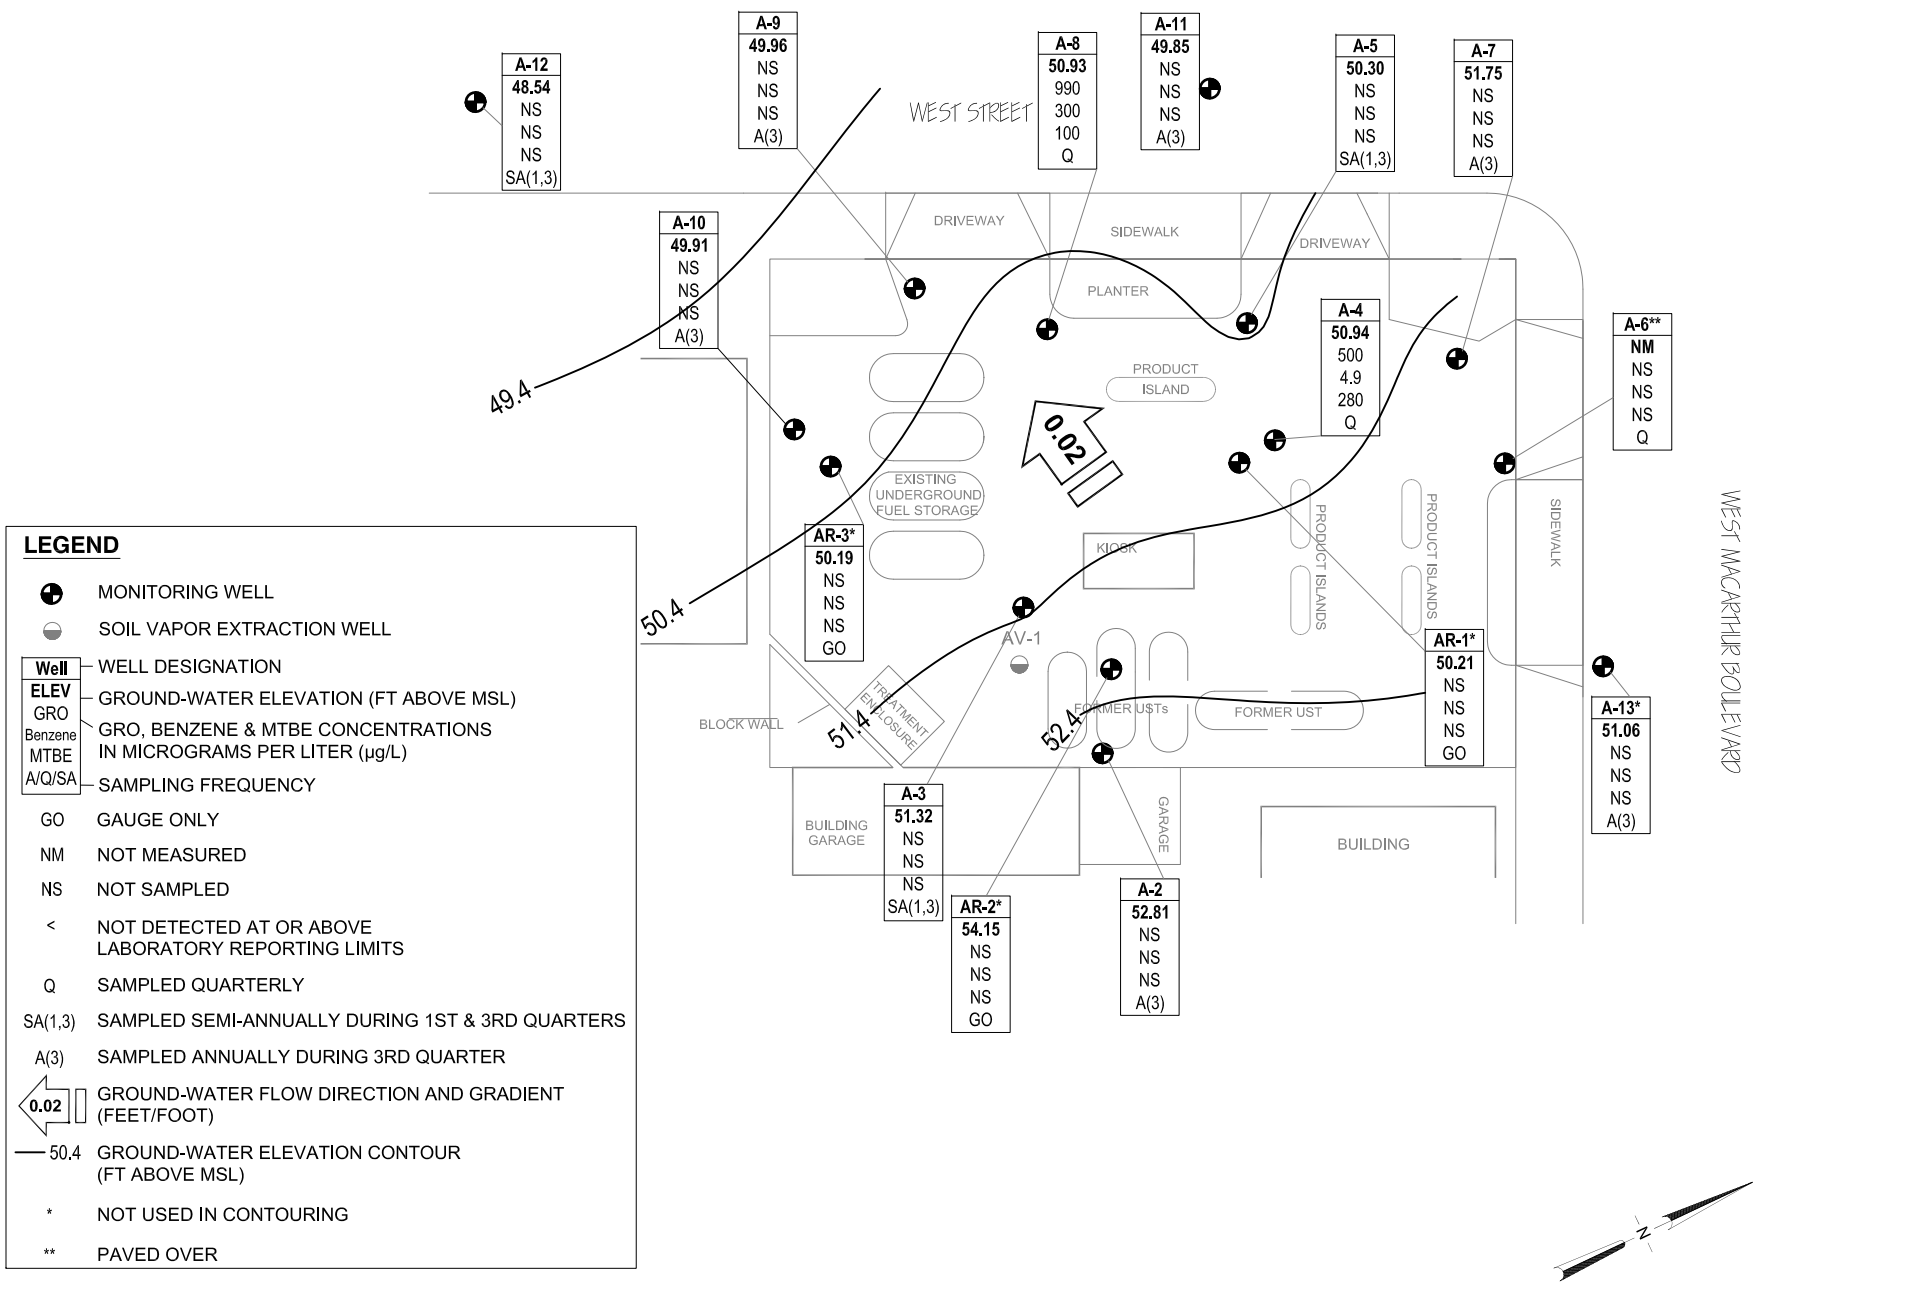 A-12
48.54
NS
NS
NS
SA(1,3)
A-9
49.96
NS
NS
NS
A(3)
WEST STREET
A-8
50.93
990
300
100
Q
A-11
49.85
NS
NS
NS
A(3)
A-5
50.30
NS
NS
NS
SA(1,3)
A-7
51.75
NS
NS
NS
A(3)
A-10
49.91
NS
NS
NS
A(3)
DRIVEWAY
SIDEWALK
DRIVEWAY
PLANTER
A-4
50.94
500
4.9
280
Q
A-6**
NM
NS
NS
NS
Q
PRODUCT
ISLAND
49.4
0.02
EXISTING
UNDERGROUND
FUEL STORAGE
PRODUCT ISLANDS
PRODUCT ISLANDS
SIDEWALK
WEST MACARTHUR BOULEVARD
AR-3*
50.19
NS
NS
NS
GO
KIOSK
50.4
AV-1
AR-1*
50.21
NS
NS
NS
GO
TREATMENT
ENCLOSURE
BLOCK WALL
51.4
52.4
FORMER USTs
FORMER UST
A-13*
51.06
NS
NS
NS
A(3)
BUILDING
GARAGE
GARAGE
BUILDING
A-3
51.32
NS
NS
NS
SA(1,3)
AR-2*
54.15
NS
NS
NS
GO
A-2
52.81
NS
NS
NS
A(3)
LEGEND
MONITORING WELL
SOIL VAPOR EXTRACTION WELL
Well
ELEV
GRO
Benzene
MTBE
A/Q/SA
WELL DESIGNATION
GROUND-WATER ELEVATION (FT ABOVE MSL)
GRO, BENZENE & MTBE CONCENTRATIONS
IN MICROGRAMS PER LITER (µg/L)
SAMPLING FREQUENCY
GO GAUGE ONLY
NM NOT MEASURED
NS NOT SAMPLED
< NOT DETECTED AT OR ABOVE
LABORATORY REPORTING LIMITS
Q SAMPLED QUARTERLY
SA(1,3) SAMPLED SEMI-ANNUALLY DURING 1ST & 3RD QUARTERS
A(3) SAMPLED ANNUALLY DURING 3RD QUARTER
0.02 GROUND-WATER FLOW DIRECTION AND GRADIENT
(FEET/FOOT)
50.4 GROUND-WATER ELEVATION CONTOUR
(FT ABOVE MSL)
* NOT USED IN CONTOURING
** PAVED OVER
N